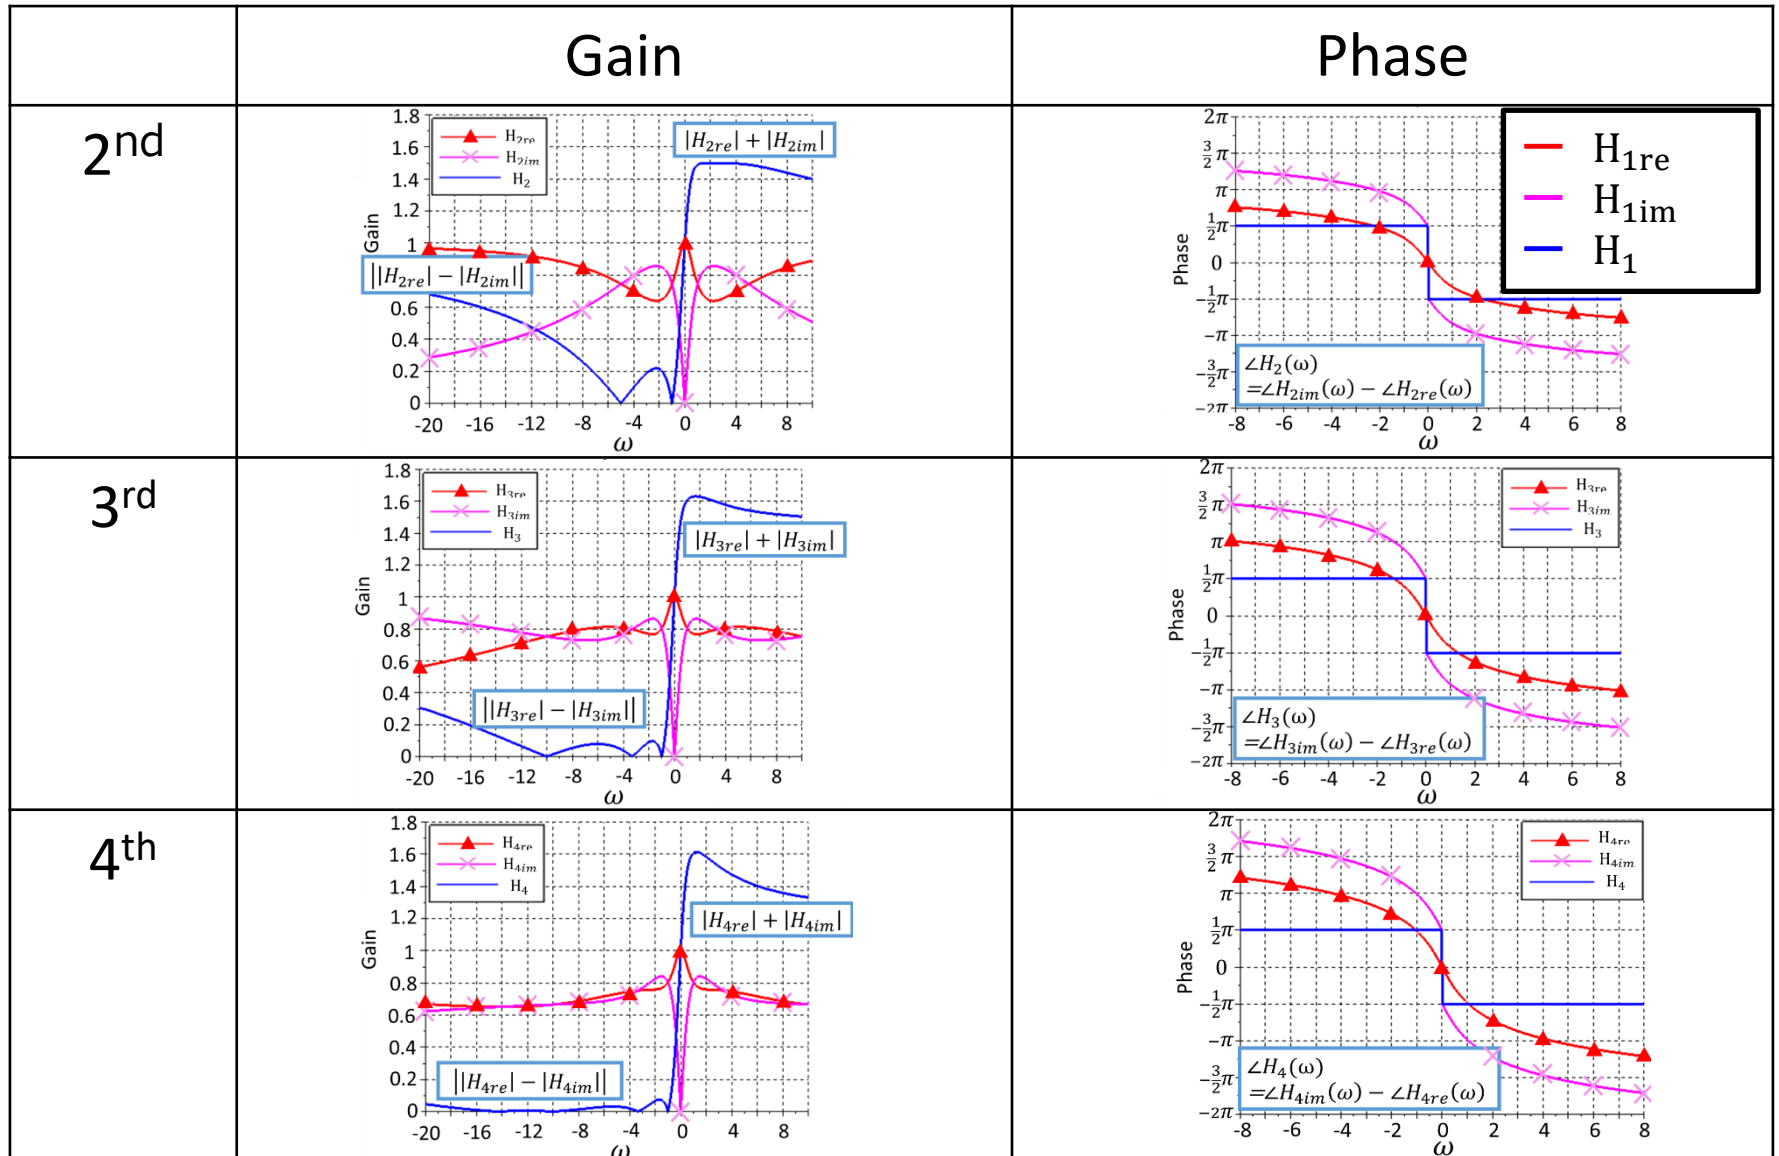 Gain Phase
2nd
1.8
1.6
1.4
1.2
1
0.6
0.4
0.2
0
Gain
H2re
H2im
H2
|H2re| + |H2im|
||H2re| − |H2im||
-20 -16 -12 -8 -4 0 4 8
ω
2π
3/2 π
π
1/2 π
0
−1/2 π
−π
−3/2 π
−2π
Phase
H1re
H1im
H1
∠H2(ω)
=∠H2im(ω) − ∠H2re(ω)
-8 -6 -4 -2 0 2 4 6 8
ω
3rd
1.8
1.6
1.4
1.2
1
0.8
0.6
0.4
0.2
0
Gain
H3re
H3im
H3
|H3re| + |H3im|
||H3re| − |H3im||
-20 -16 -12 -8 -4 0 4 8
ω
2π
3/2 π
π
1/2 π
0
−1/2 π
−π
−3/2 π
−2π
Phase
H3re
H3im
H3
∠H3(ω)
=∠H3im(ω) − ∠H3re(ω)
-8 -6 -4 -2 0 2 4 6 8
ω
4th
1.8
1.6
1.4
1.2
1
0.8
0.6
0.4
0.2
0
Gain
H4re
H4im
H4
|H4re| + |H4im|
||H4re| − |H4im||
-20 -16 -12 -8 -4 0 4 8
ω
2π
3/2 π
π
1/2 π
0
−1/2 π
−π
−3/2 π
−2π
Phase
H4re
H4im
H4
∠H4(ω)
=∠H4im(ω) − ∠H4re(ω)
-8 -6 -4 -2 0 2 4 6 8
ω